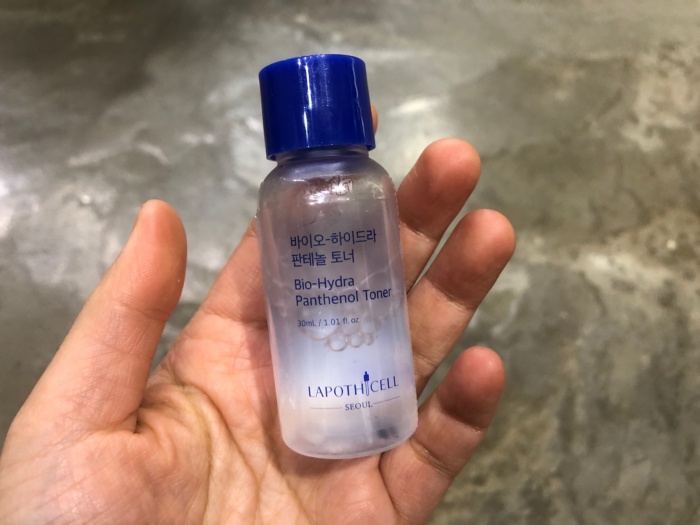 바이오-하이드라
판테놀 토너
Bio-Hydra
Panthenol Toner
30mL / 1.01 fl.oz
LAPOTHICELL
SEOUL